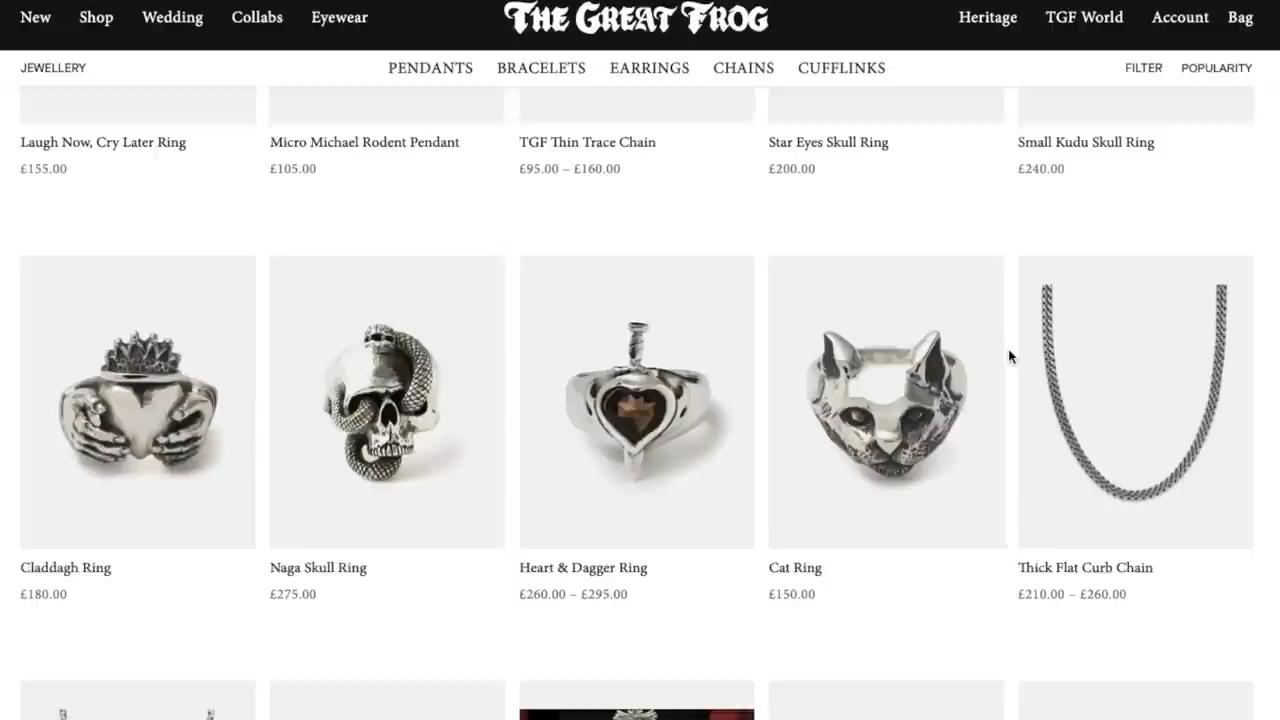 New Shop Wedding Collabs Eyewear THE GREAT FROG Heritage TGF World Account Bag
JEWELLERY PENDANTS BRACELETS EARRINGS CHAINS CUFFLINKS FILTER POPULARITY
Laugh Now, Cry Later Ring Micro Michael Rodent Pendant TGF Thin Trace Chain Star Eyes Skull Ring Small Kudu Skull Ring
£155.00 £105.00 £95.00 – £160.00 £200.00 £240.00
Claddagh Ring Naga Skull Ring Heart & Dagger Ring Cat Ring Thick Flat Curb Chain
£180.00 £275.00 £260.00 – £295.00 £150.00 £210.00 – £260.00